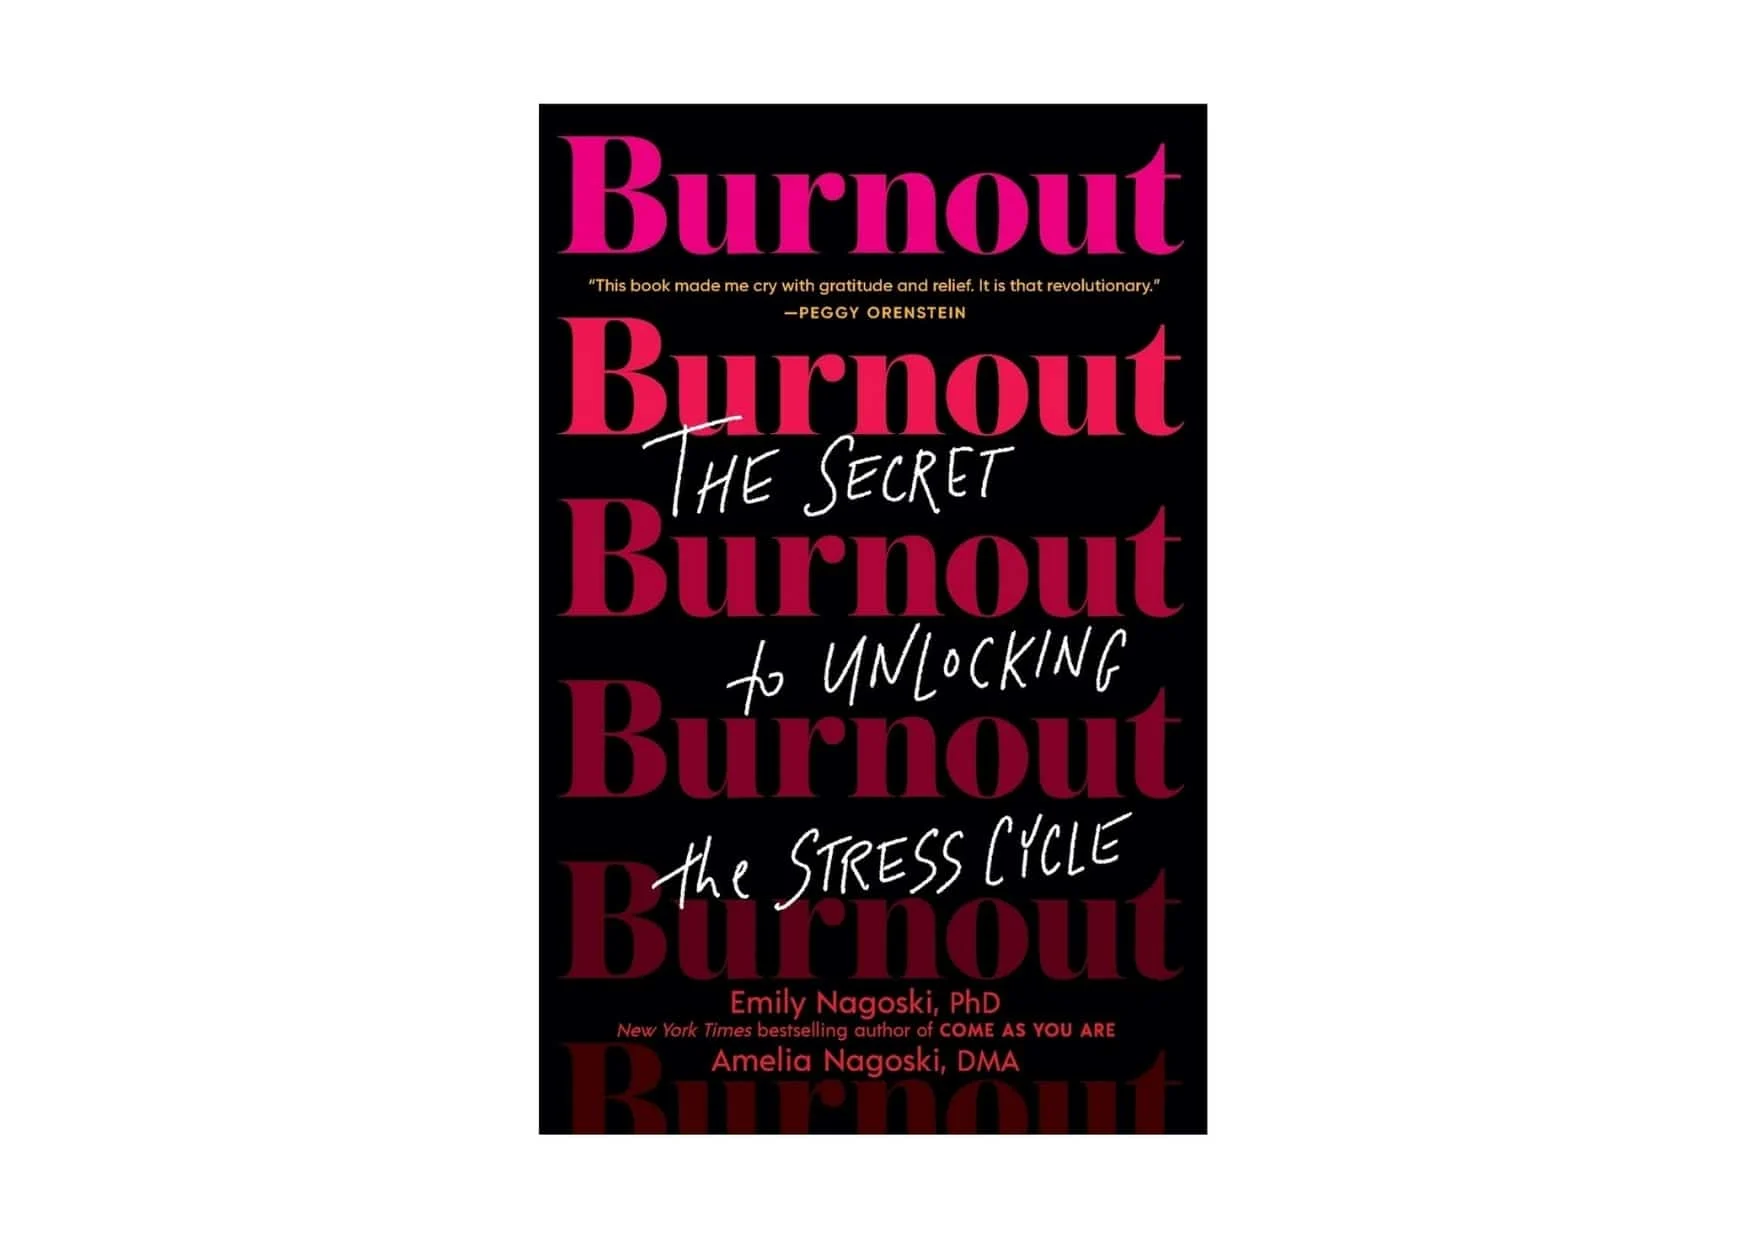 Burnout
“This book made me cry with gratitude and relief. It is that revolutionary.”
—PEGGY ORENSTEIN
Burnout
THE SECRET
Burnout
to UNLOCKING
Burnout
the STRESS CYCLE
Burnout
Emily Nagoski, PhD
New York Times bestselling author of COME AS YOU ARE
Amelia Nagoski, DMA
Burnout